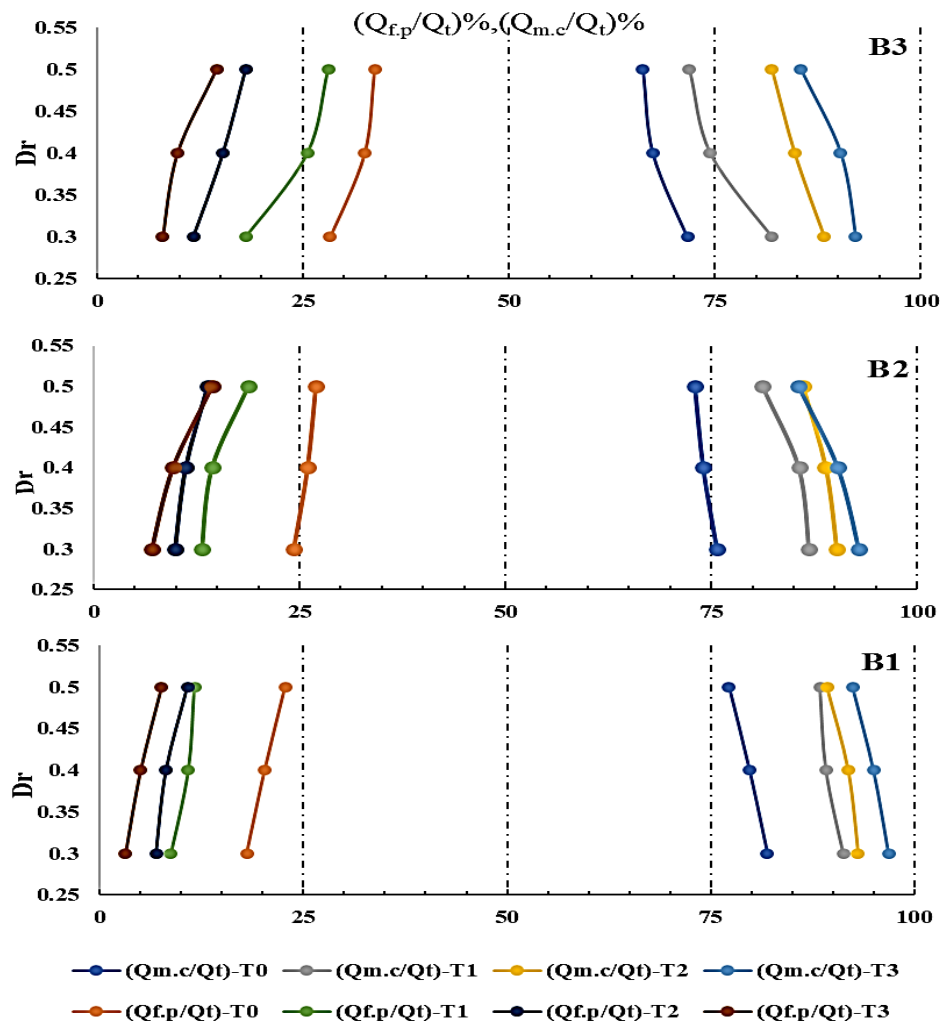 (Qf.p/Qt)%,(Qm.c/Qt)%
B3
0.55
0.5
0.45
0.4
0.35
0.3
0.25
Dr
0 25 50 75 100
B2
0.55
0.5
0.45
0.4
0.35
0.3
0.25
Dr
0 25 50 75 100
B1
0.55
0.5
0.45
0.4
0.35
0.3
0.25
Dr
0 25 50 75 100
(Qm.c/Qt)-T0 (Qm.c/Qt)-T1 (Qm.c/Qt)-T2 (Qm.c/Qt)-T3
(Qf.p/Qt)-T0 (Qf.p/Qt)-T1 (Qf.p/Qt)-T2 (Qf.p/Qt)-T3